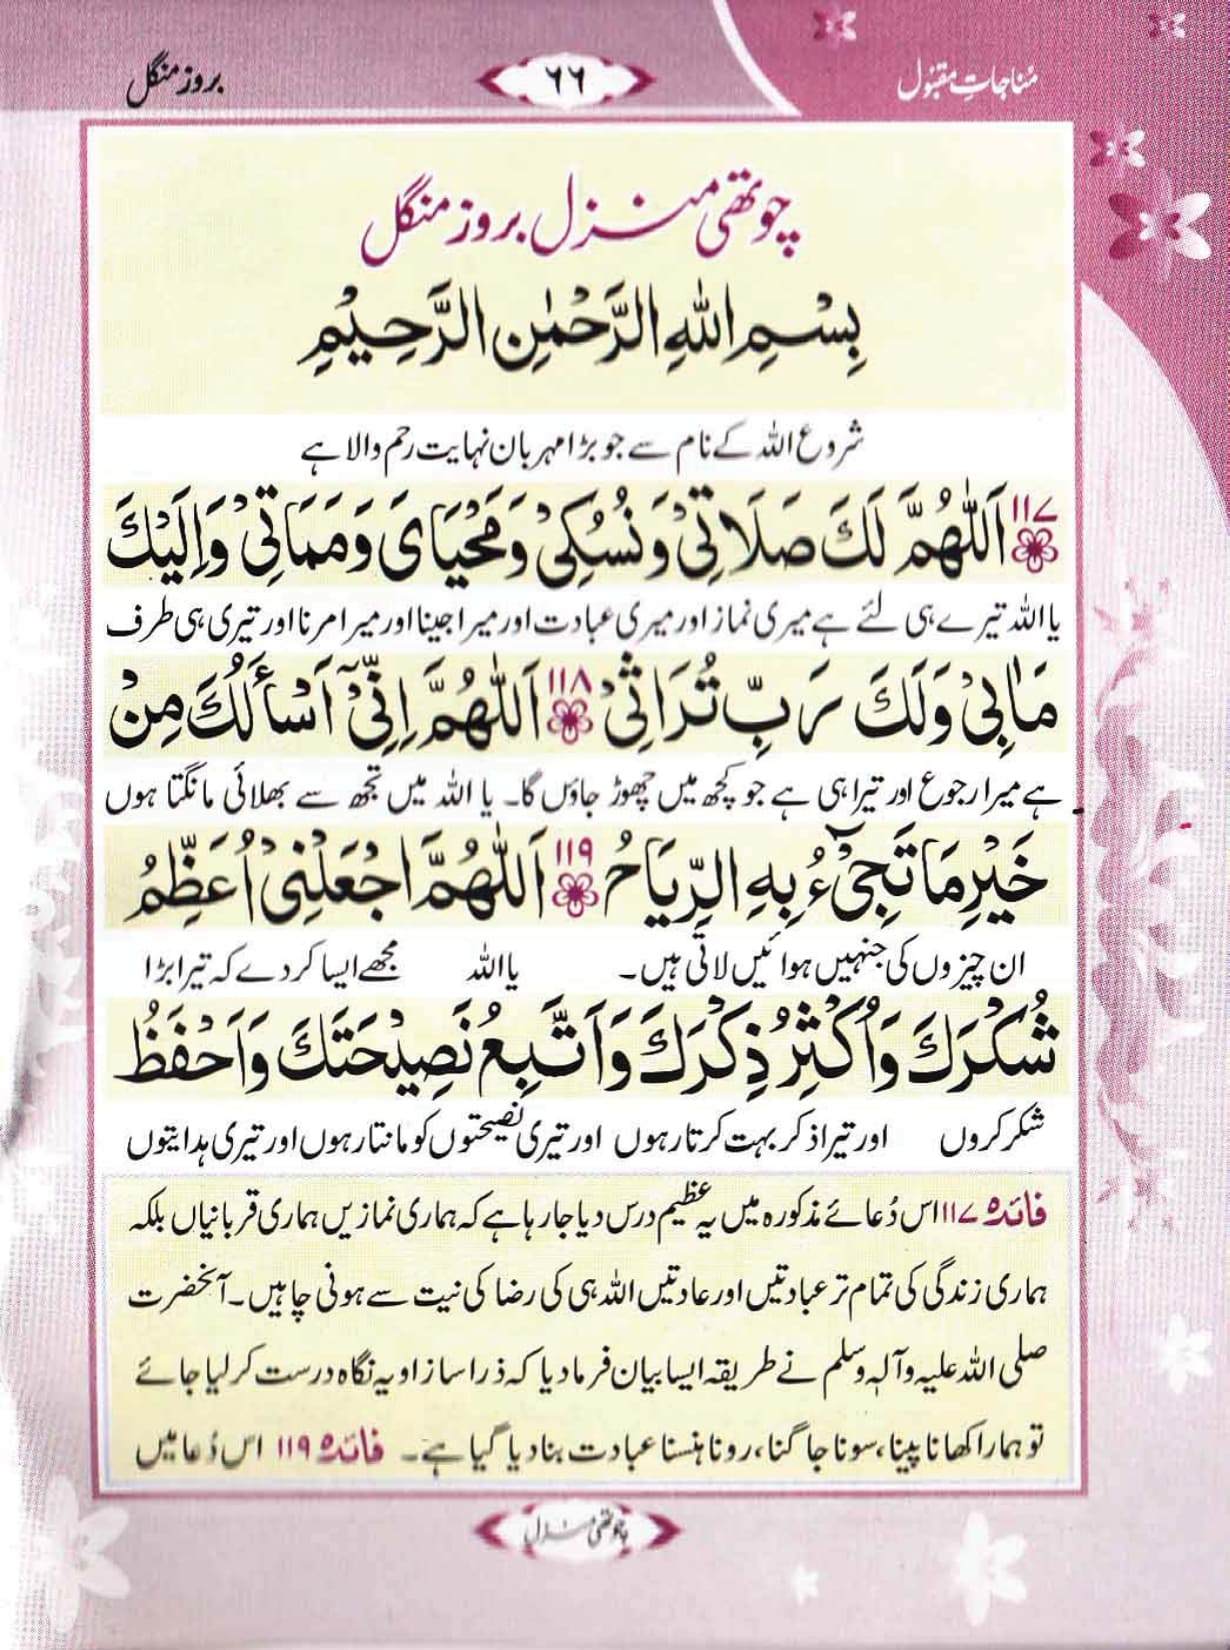 مُناجاتِ مقبُول
٦٦
بروز منگل
چوتھی منزل بروز منگل
بِسْمِ اللهِ الرَّحْمٰنِ الرَّحِيْمِ
شروع اللہ کے نام سے جو بڑا مہربان نہایت رحم والا ہے
۱۱۷ اَللّٰهُمَّ لَكَ صَلَاتِيْ وَنُسُكِيْ وَمَحْيَايَ وَمَمَاتِيْ وَاِلَيْكَ
یا اللہ تیرے ہی لئے ہے میری نماز اور میری عبادت اور میرا جینا اور میرا مرنا اور تیری ہی طرف
مَاٰبِيْ وَلَكَ رَبِّ تُرَاثِيْ ۱۱۸ اَللّٰهُمَّ اِنِّيْٓ اَسْأَلُكَ مِنْ
ہے میرا رجوع اور تیرا ہی ہے جو کچھ میں چھوڑ جاؤں گا۔ یا اللہ میں تجھ سے بھلائی مانگتا ہوں
خَيْرِ مَا تَجِيْٓءُ بِهِ الرِّيَاحُ ۱۱۹ اَللّٰهُمَّ اجْعَلْنِيْ اُعَظِّمُ
ان چیزوں کی جنہیں ہوائیں لاتی ہیں۔ یا اللہ مجھے ایسا کردے کہ تیرا بڑا
شُكْرَكَ وَاُكْثِرُ ذِكْرَكَ وَاَتَّبِعُ نَصِيْحَتَكَ وَاَحْفَظُ
شکر کروں اور تیرا ذکر بہت کرتا رہوں اور تیری نصیحتوں کو مانتا رہوں اور تیری ہدایتوں
فائدہ ۱۱۷ اس دُعائے مذکورہ میں یہ عظیم درس دیا جارہا ہے کہ ہماری نمازیں ہماری قربانیاں بلکہ
ہماری زندگی کی تمام تر عبادتیں اور عادتیں اللہ ہی کی رضا کی نیت سے ہونی چاہیں۔ آنحضرت
صلی اللہ علیہ وآلہٖ وسلم نے طریقہ ایسا بیان فرمادیا کہ ذرا سا زاویہ نگاہ درست کرلیا جائے
تو ہمارا کھانا پینا، سونا جاگنا، رونا ہنسنا عبادت بنادیا گیا ہے۔ فائدہ ۱۱۹ اس دُعا میں
چوتھی منزل